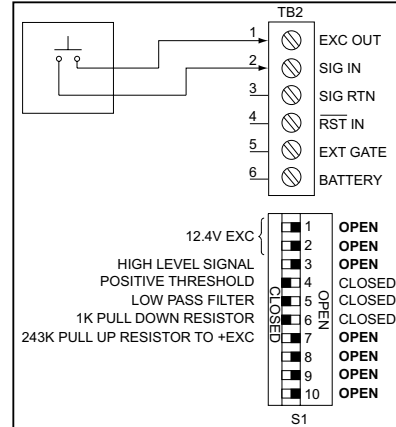 TB2
1 EXC OUT
2 SIG IN
3 SIG RTN
4 RST IN
5 EXT GATE
6 BATTERY
12.4V EXC
1 OPEN
2 OPEN
HIGH LEVEL SIGNAL 3 OPEN
POSITIVE THRESHOLD 4 CLOSED
LOW PASS FILTER 5 CLOSED
1K PULL DOWN RESISTOR 6 CLOSED
243K PULL UP RESISTOR TO +EXC 7 OPEN
8 OPEN
9 OPEN
10 OPEN
CLOSED
OPEN
S1